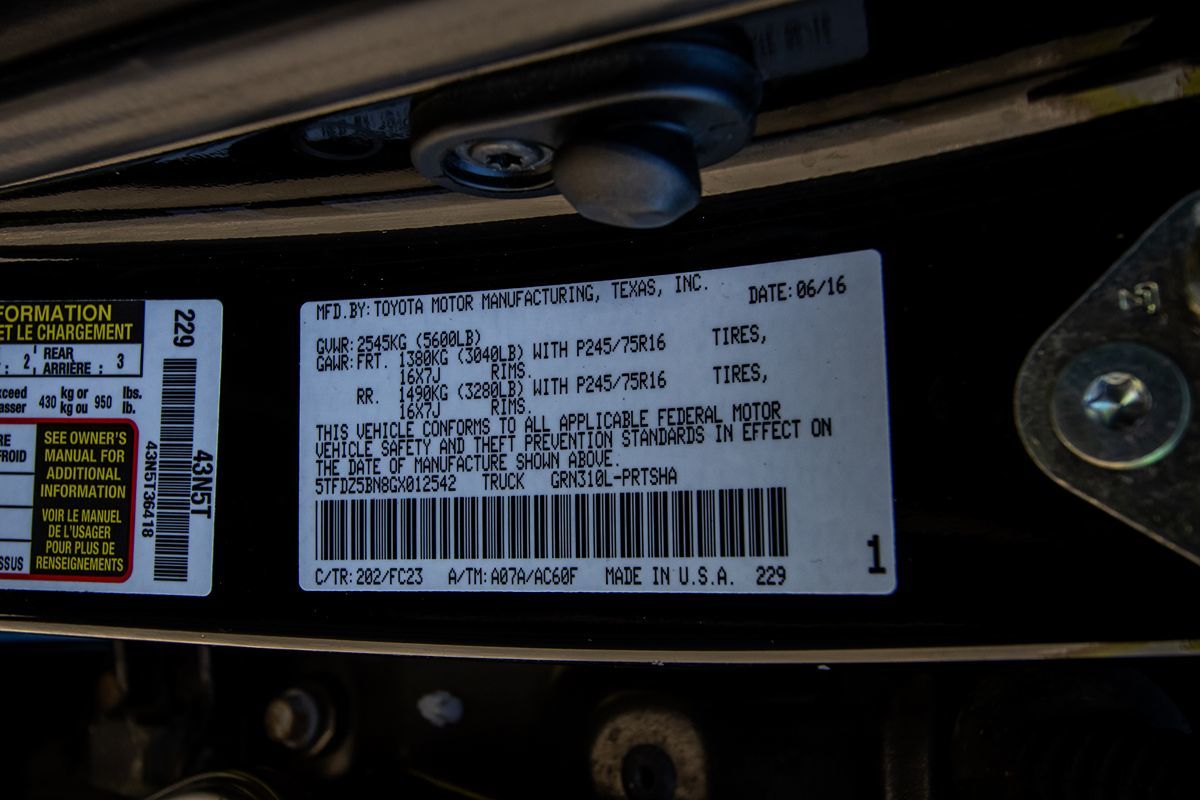 FORMATION
ET LE CHARGEMENT
: 2 REAR ARRIÈRE : 3
430 kg or kg ou 950 lbs. lb.
SEE OWNER'S
MANUAL FOR
ADDITIONAL
INFORMATION
VOIR LE MANUEL
DE L'USAGER
POUR PLUS DE
RENSEIGNEMENTS
229
43N5T
43N5T36418
MFD.BY:TOYOTA MOTOR MANUFACTURING, TEXAS, INC. DATE:06/16
GVWR:2545KG (5600LB)
GAWR:FRT. 1380KG (3040LB) WITH P245/75R16 TIRES,
16X7J RIMS.
RR. 1490KG (3280LB) WITH P245/75R16 TIRES,
16X7J RIMS.
THIS VEHICLE CONFORMS TO ALL APPLICABLE FEDERAL MOTOR
VEHICLE SAFETY AND THEFT PREVENTION STANDARDS IN EFFECT ON
THE DATE OF MANUFACTURE SHOWN ABOVE.
5TFDZ5BN8GX012542 TRUCK GRN310L-PRTSHA
C/TR:202/FC23 A/TM:A07A/AC60F MADE IN U.S.A. 229
1